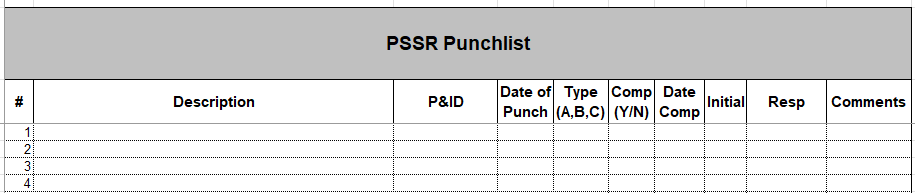 PSSR Punchlist
# Description P&ID Date of Punch Type (A,B,C) Comp (Y/N) Date Comp Initial Resp Comments
1
2
3
4